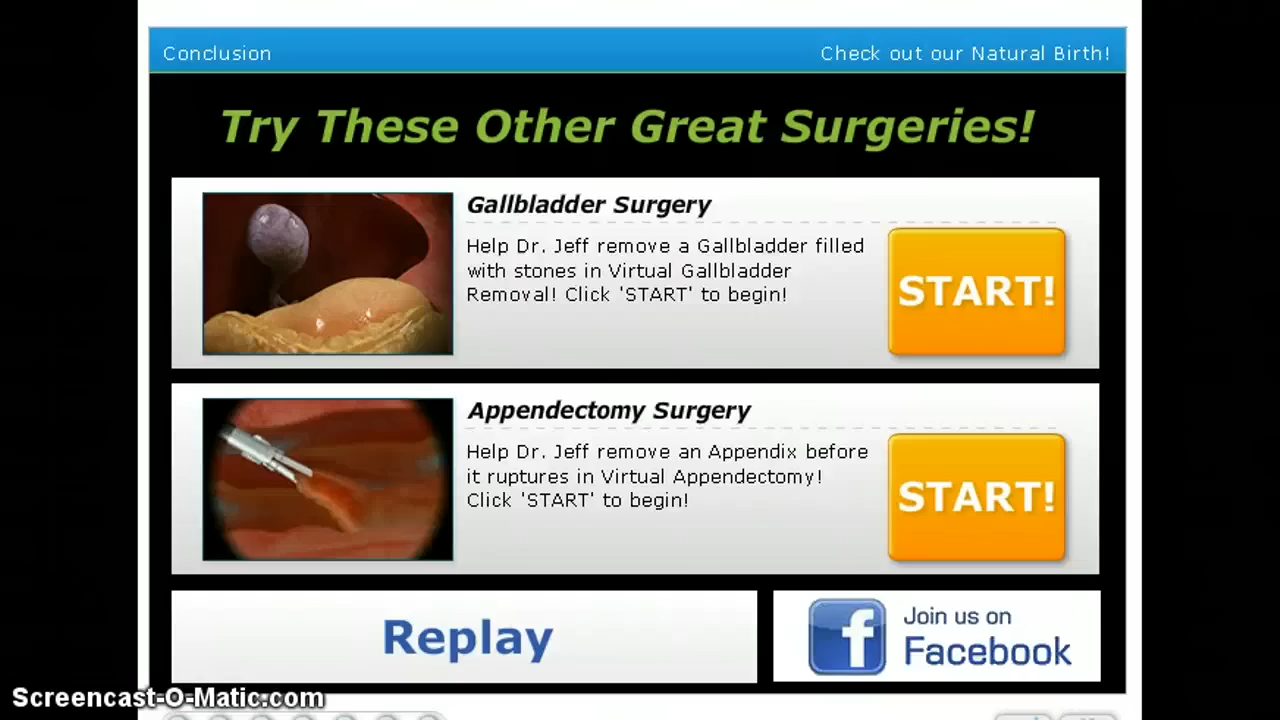 Conclusion
Check out our Natural Birth!
Try These Other Great Surgeries!
Gallbladder Surgery
Help Dr. Jeff remove a Gallbladder filled
with stones in Virtual Gallbladder
Removal! Click 'START' to begin!
START!
Appendectomy Surgery
Help Dr. Jeff remove an Appendix before
it ruptures in Virtual Appendectomy!
Click 'START' to begin!
START!
Replay
f
Join us on
Facebook
Screencast-O-Matic.com